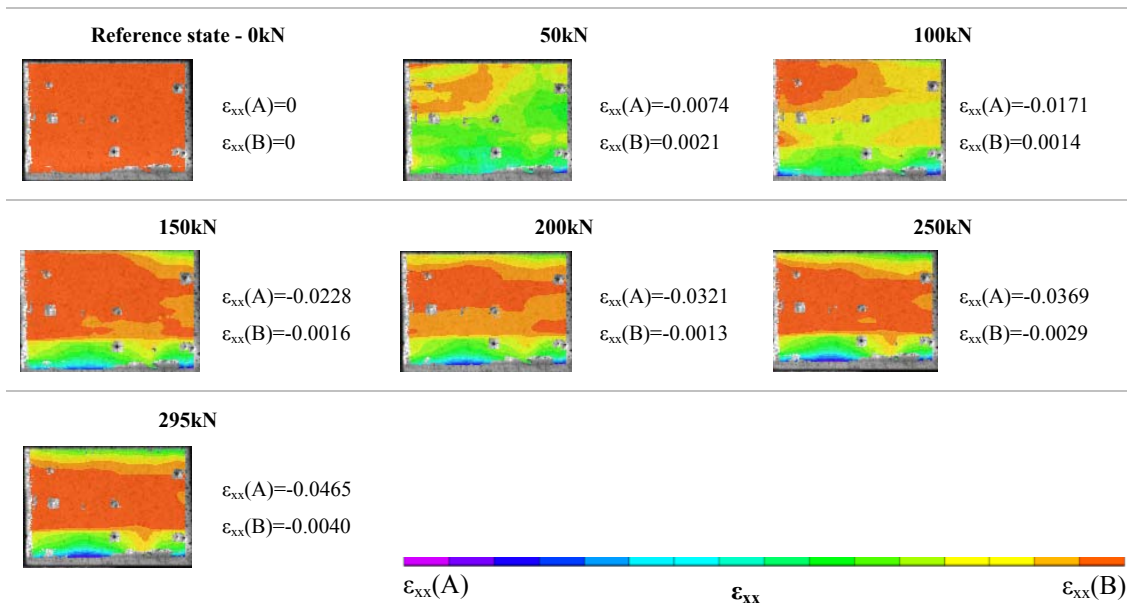 Reference state - 0kN
50kN
100kN
εxx(A)=0
εxx(B)=0
εxx(A)=-0.0074
εxx(B)=0.0021
εxx(A)=-0.0171
εxx(B)=0.0014
150kN
200kN
250kN
εxx(A)=-0.0228
εxx(B)=-0.0016
εxx(A)=-0.0321
εxx(B)=-0.0013
εxx(A)=-0.0369
εxx(B)=-0.0029
295kN
εxx(A)=-0.0465
εxx(B)=-0.0040
εxx(A)
εxx
εxx(B)